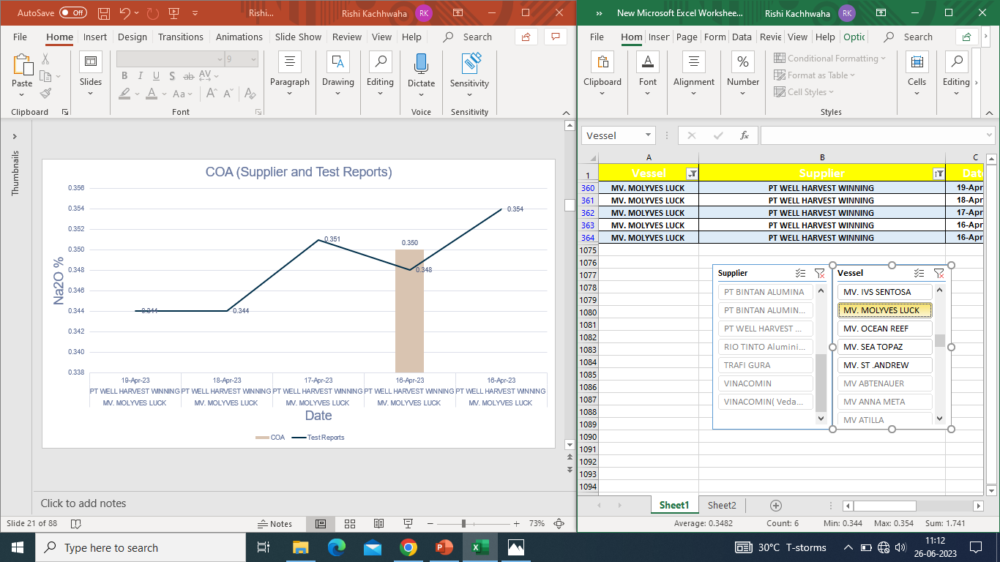 AutoSave Off Rishi... Rishi Kachhwaha RK
File Home Insert Design Transitions Animations Slide Show Review View Help Search
Paste Slides 9 Paragraph Drawing Editing Dictate Sensitivity
B I U S ab AV
A Aa A A A
Clipboard Font Voice Sensitivity
Thumbnails
COA (Supplier and Test Reports)
Na2O %
0.356
0.354
0.352
0.350
0.348
0.346
0.344
0.342
0.340
0.338
0.344 0.344 0.351 0.350 0.348 0.354
19-Apr-23 18-Apr-23 17-Apr-23 16-Apr-23 16-Apr-23
PT WELL HARVEST WINNING PT WELL HARVEST WINNING PT WELL HARVEST WINNING PT WELL HARVEST WINNING PT WELL HARVEST WINNING
MV. MOLYVES LUCK MV. MOLYVES LUCK MV. MOLYVES LUCK MV. MOLYVES LUCK MV. MOLYVES LUCK
Date
COA Test Reports
Click to add notes
Slide 21 of 88 Notes 73%
» New Microsoft Excel Workshee... Rishi Kachhwaha RK
File Hom Inser Page Form Data Revie View Help Optic Search
Clipboard Font Alignment Number Conditional Formatting Cells Editing
Format as Table
Cell Styles
Styles
Vessel fx
A B C
1 Vessel Supplier Date
360 MV. MOLYVES LUCK PT WELL HARVEST WINNING 19-Apr
361 MV. MOLYVES LUCK PT WELL HARVEST WINNING 18-Apr
362 MV. MOLYVES LUCK PT WELL HARVEST WINNING 17-Apr
363 MV. MOLYVES LUCK PT WELL HARVEST WINNING 16-Apr
364 MV. MOLYVES LUCK PT WELL HARVEST WINNING 16-Apr
1075
1076
1077
1078
1079
1080
1081
1082
1083
1084
1085
1086
1087
1088
1089
1090
1091
1092
1093
1094
Supplier
PT BINTAN ALUMINA
PT BINTAN ALUMIN...
PT WELL HARVEST ...
RIO TINTO Alumini...
TRAFI GURA
VINACOMIN
VINACOMIN( Veda...
Vessel
MV. IVS SENTOSA
MV. MOLYVES LUCK
MV. OCEAN REEF
MV. SEA TOPAZ
MV. ST .ANDREW
MV ABTENAUER
MV ANNA META
MV ATILLA
Sheet1 Sheet2
Average: 0.3482 Count: 6 Min: 0.344 Max: 0.354 Sum: 1.741
Type here to search
30°C T-storms
11:12
26-06-2023